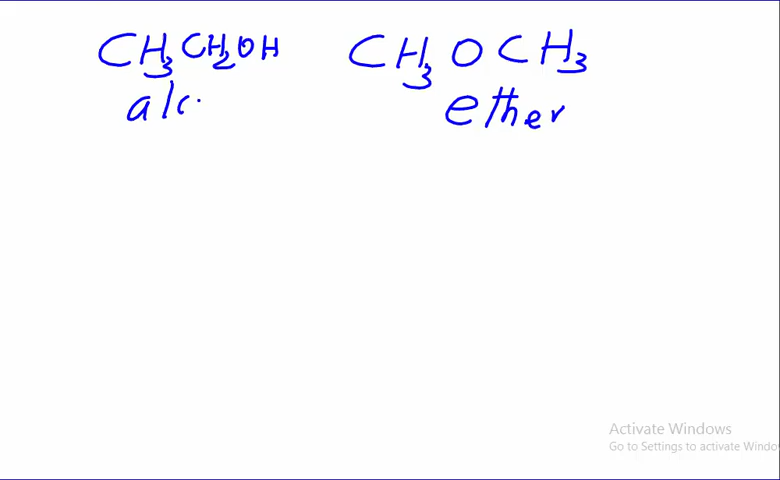 CH₃CH₂OH CH₃OCH₃
alc. ether
Activate Windows
Go to Settings to activate Windo